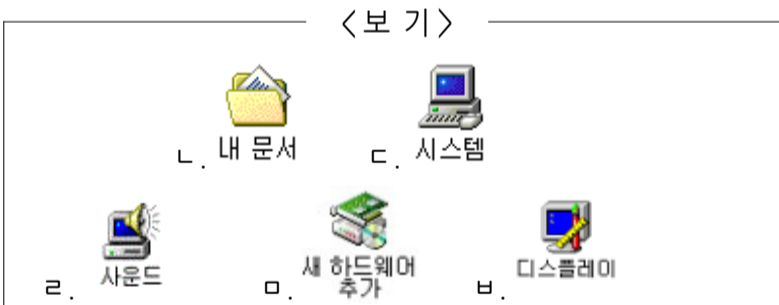 〈보 기〉
ㄴ. 내 문서 ㄷ. 시스템
ㄹ. 사운드 ㅁ. 새 하드웨어 추가 ㅂ. 디스플레이